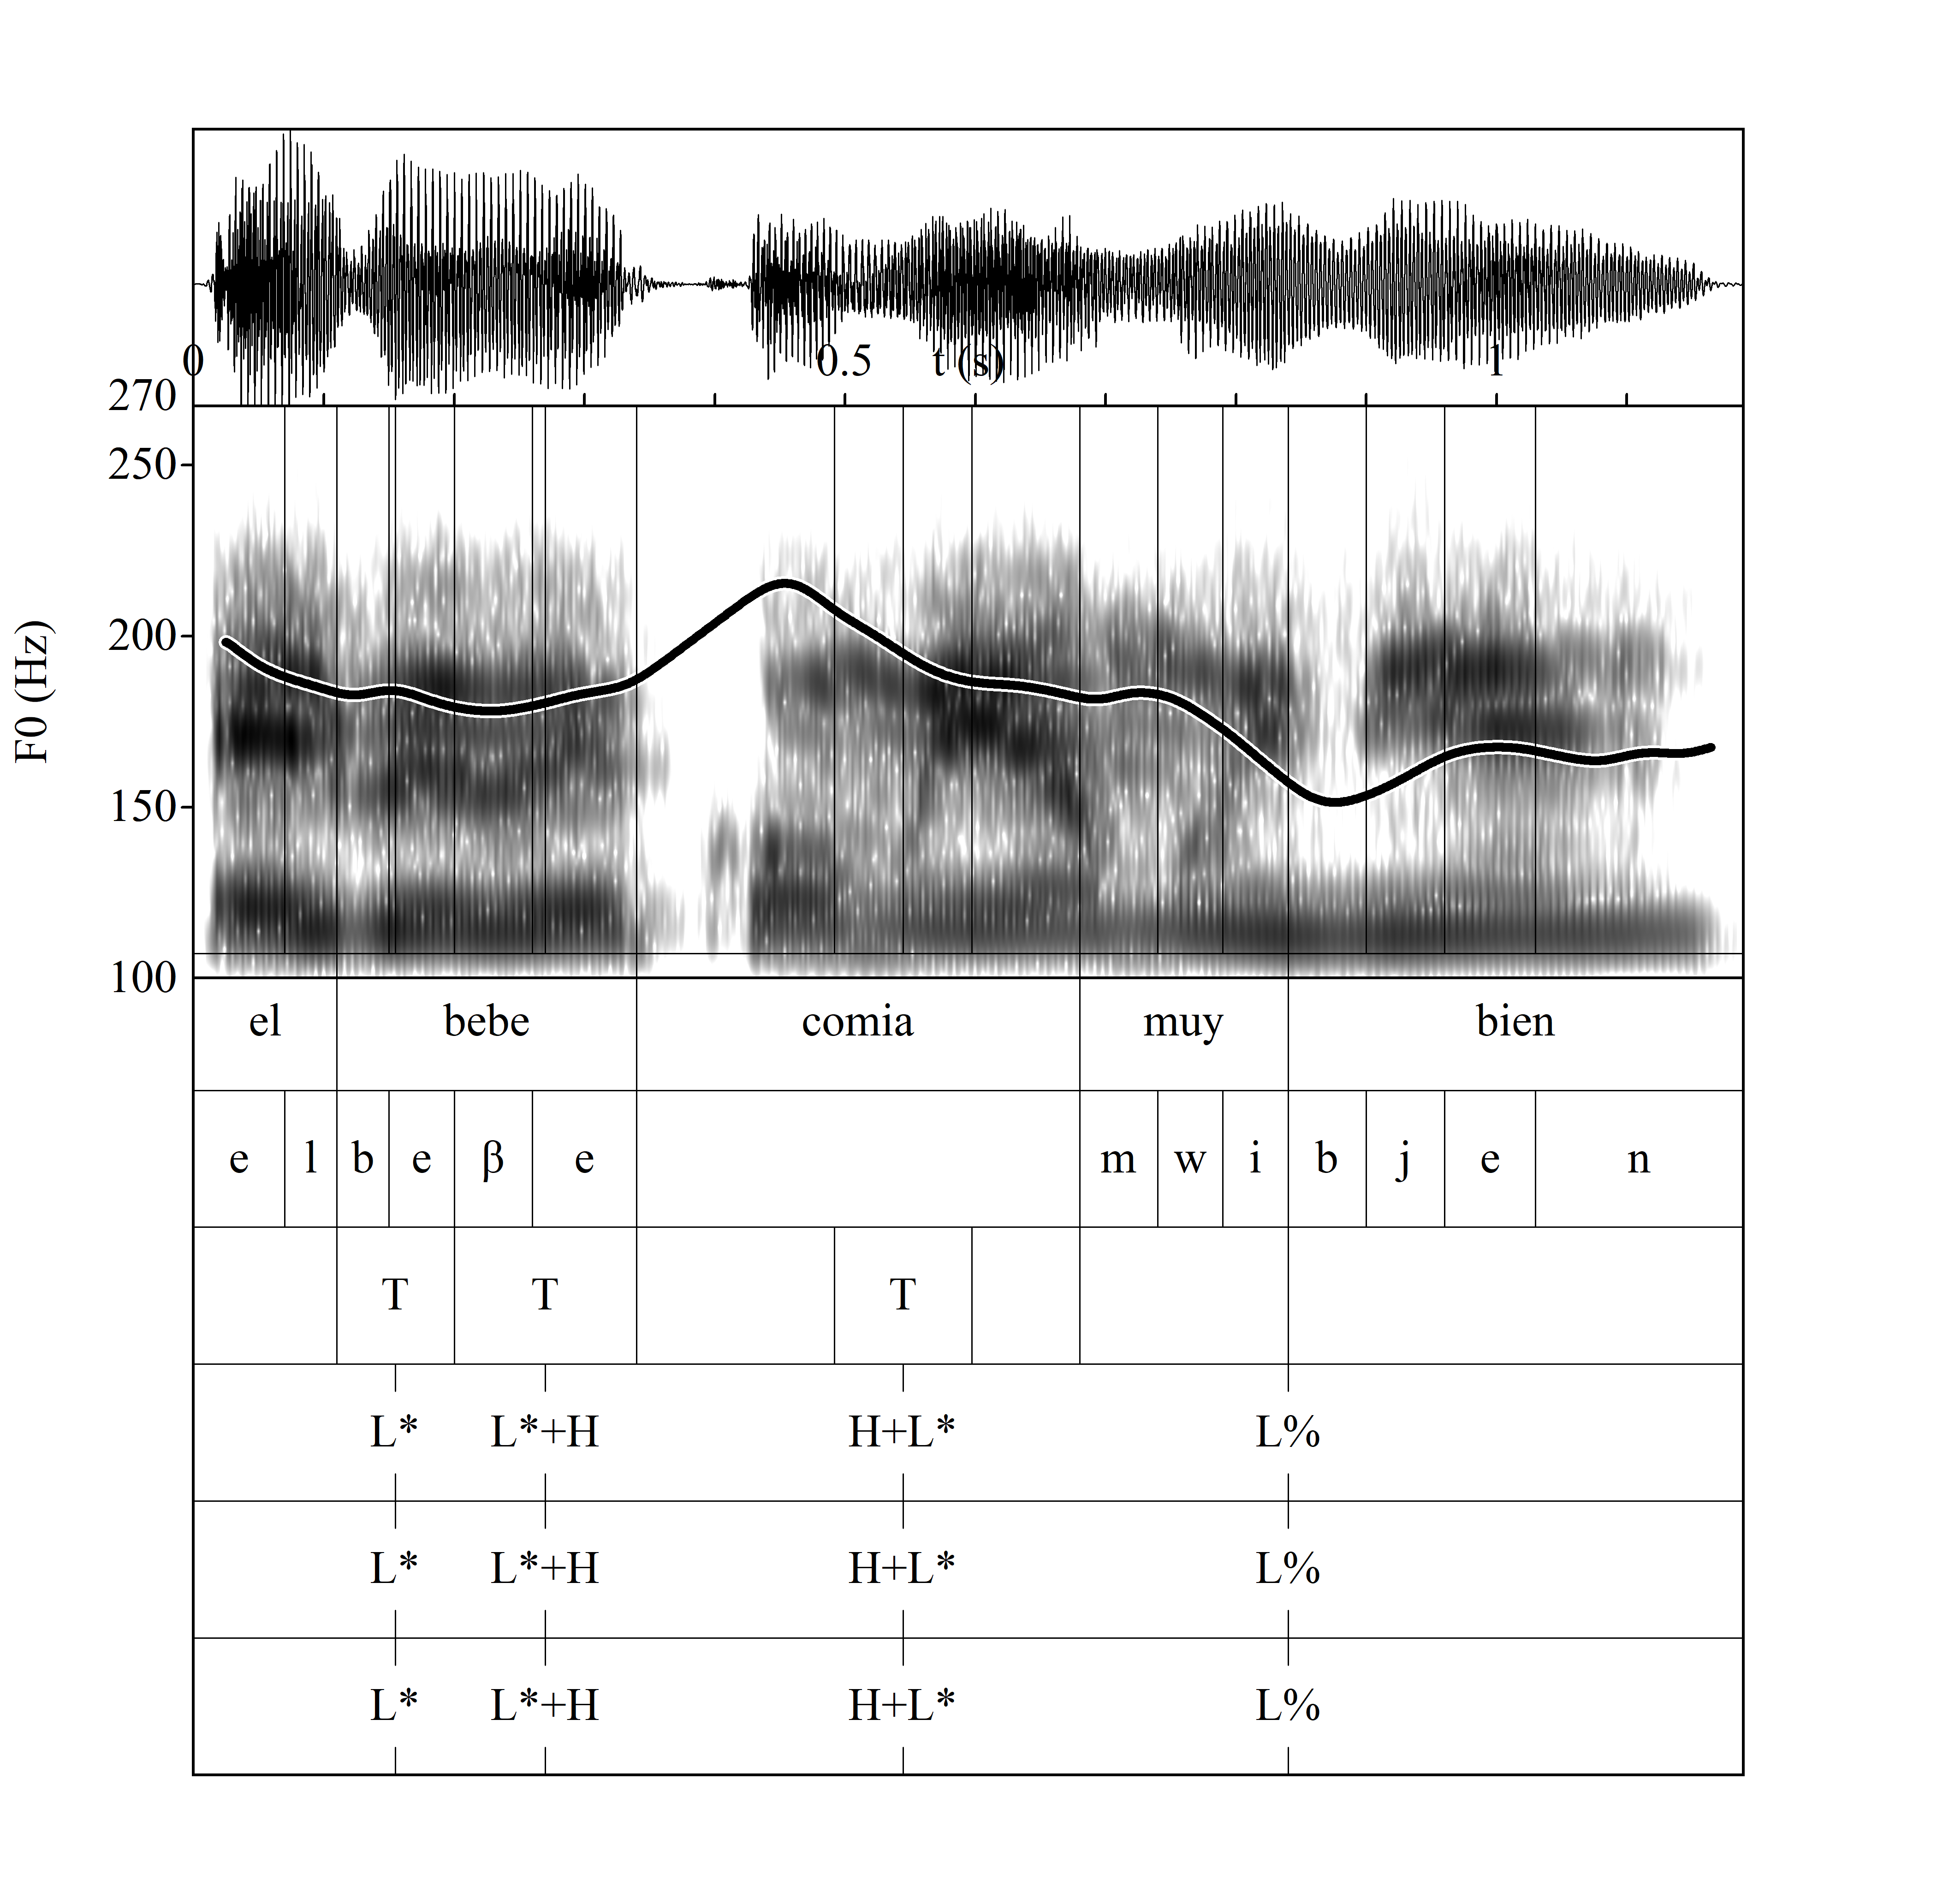 0 0.5 t (s) 1
270
250
200
150
100
F0 (Hz)
el bebe comia muy bien
e l b e β e m w i b j e n
T T T
L* L*+H H+L* L%
L* L*+H H+L* L%
L* L*+H H+L* L%